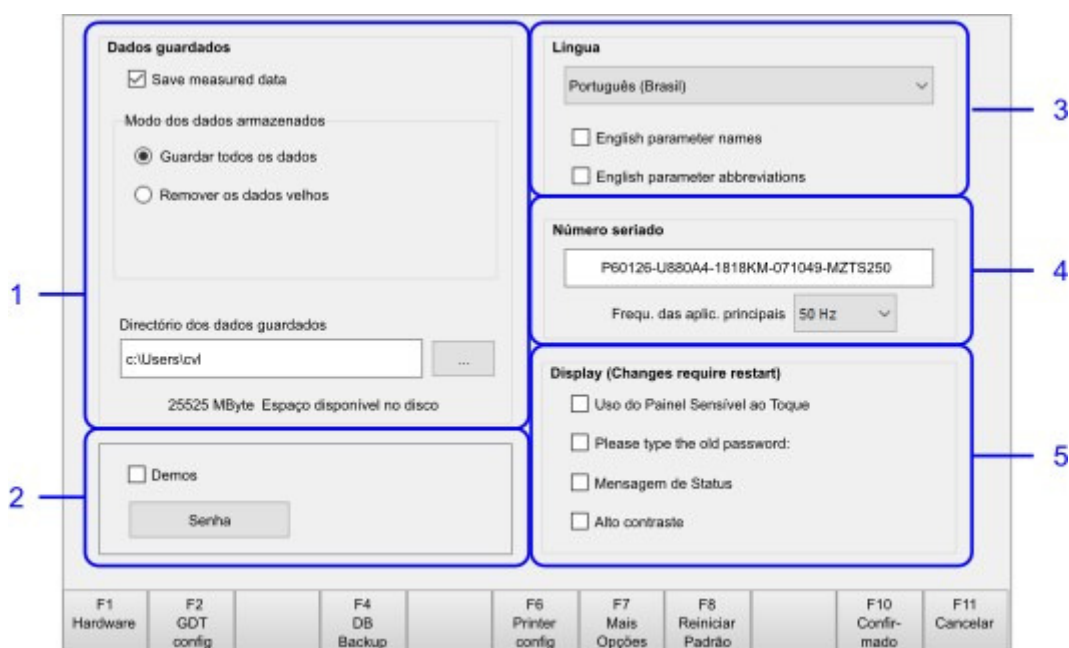 Dados guardados
Save measured data
Modo dos dados armazenados
Guardar todos os dados
Remover os dados velhos
1
Directório dos dados guardados
c:\Users\cvl
...
25525 MByte Espaço disponível no disco
2
Demos
Senha
Lingua
Português (Brasil)
3
English parameter names
English parameter abbreviations
Número seriado
P60126-U880A4-1818KM-071049-MZTS250
4
Frequ. das aplic. principais 50 Hz
Display (Changes require restart)
Uso do Painel Sensível ao Toque
Please type the old password:
5
Mensagem de Status
Alto contraste
F1
Hardware
F2
GDT
config
F4
DB
Backup
F6
Printer
config
F7
Mais
Opções
F8
Reiniciar
Padrão
F10
Confir-
mado
F11
Cancelar